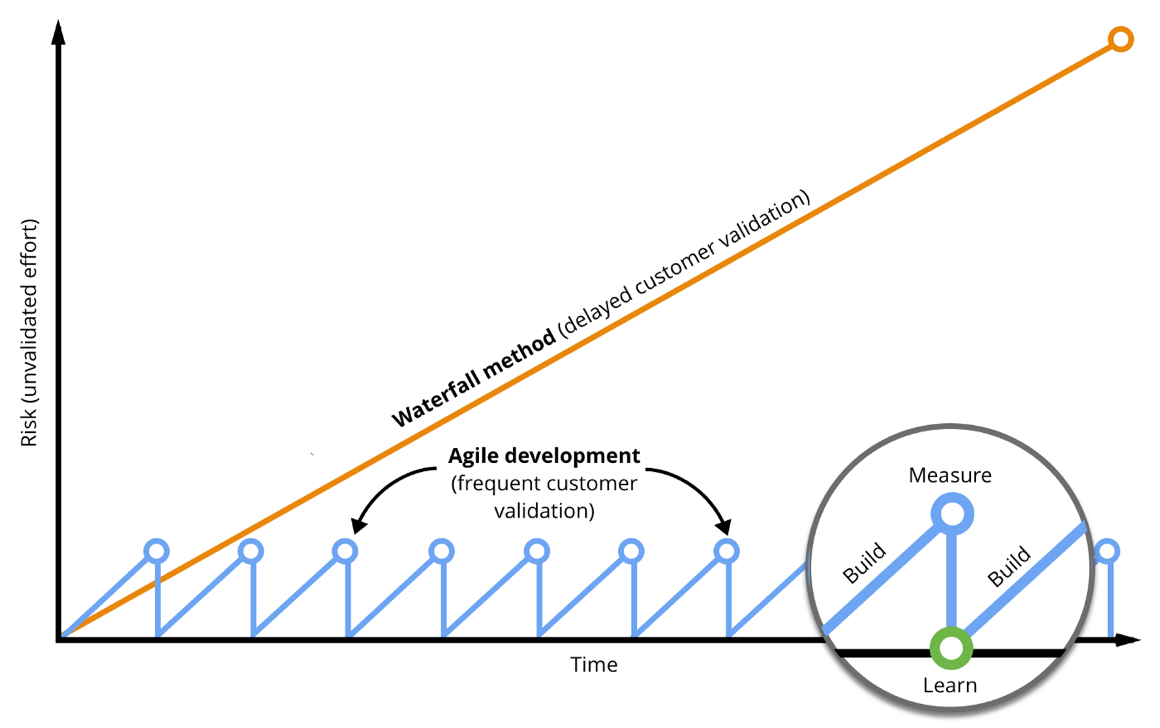 Risk (unvalidated effort)
Waterfall method (delayed customer validation)
Agile development
(frequent customer
validation)
Measure
Build
Build
Learn
Time